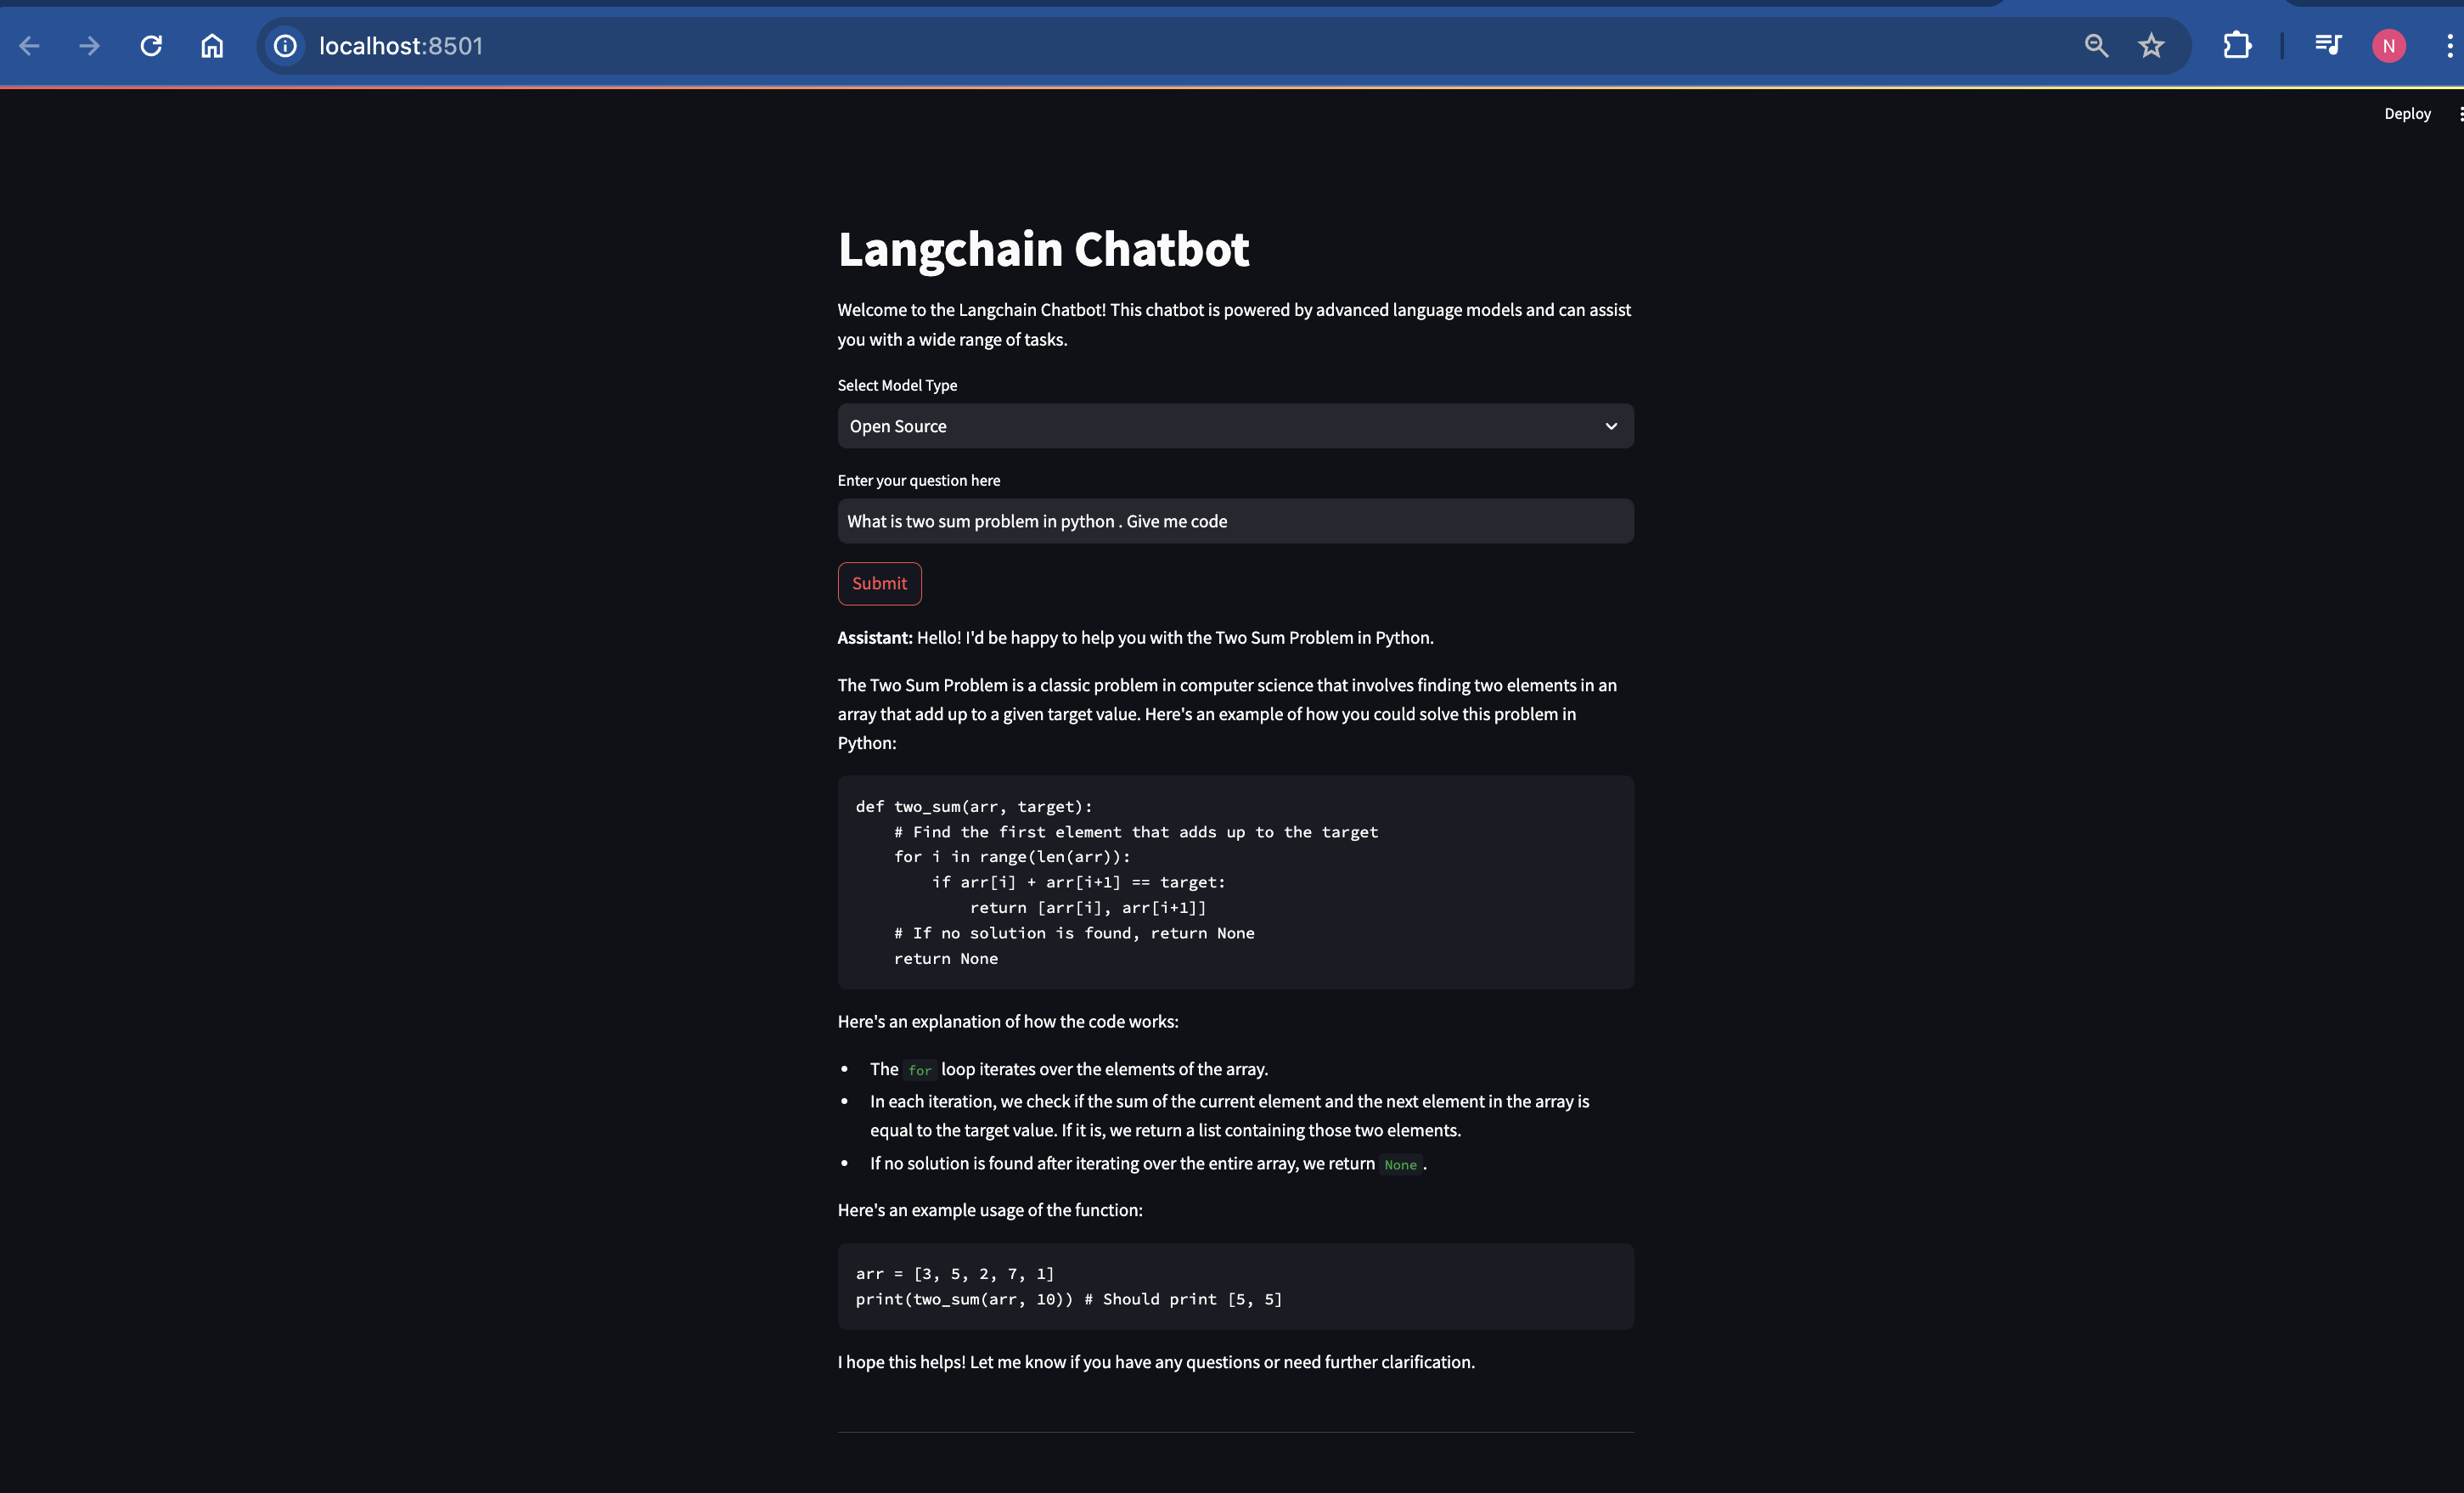 localhost:8501
N
Deploy
Langchain Chatbot
Welcome to the Langchain Chatbot! This chatbot is powered by advanced language models and can assist
you with a wide range of tasks.
Select Model Type
Open Source
Enter your question here
What is two sum problem in python . Give me code
Submit
Assistant: Hello! I'd be happy to help you with the Two Sum Problem in Python.
The Two Sum Problem is a classic problem in computer science that involves finding two elements in an
array that add up to a given target value. Here's an example of how you could solve this problem in
Python:
def two_sum(arr, target):
    # Find the first element that adds up to the target
    for i in range(len(arr)):
        if arr[i] + arr[i+1] == target:
            return [arr[i], arr[i+1]]
    # If no solution is found, return None
    return None
Here's an explanation of how the code works:
• The for loop iterates over the elements of the array.
• In each iteration, we check if the sum of the current element and the next element in the array is
equal to the target value. If it is, we return a list containing those two elements.
• If no solution is found after iterating over the entire array, we return None .
Here's an example usage of the function:
arr = [3, 5, 2, 7, 1]
print(two_sum(arr, 10)) # Should print [5, 5]
I hope this helps! Let me know if you have any questions or need further clarification.